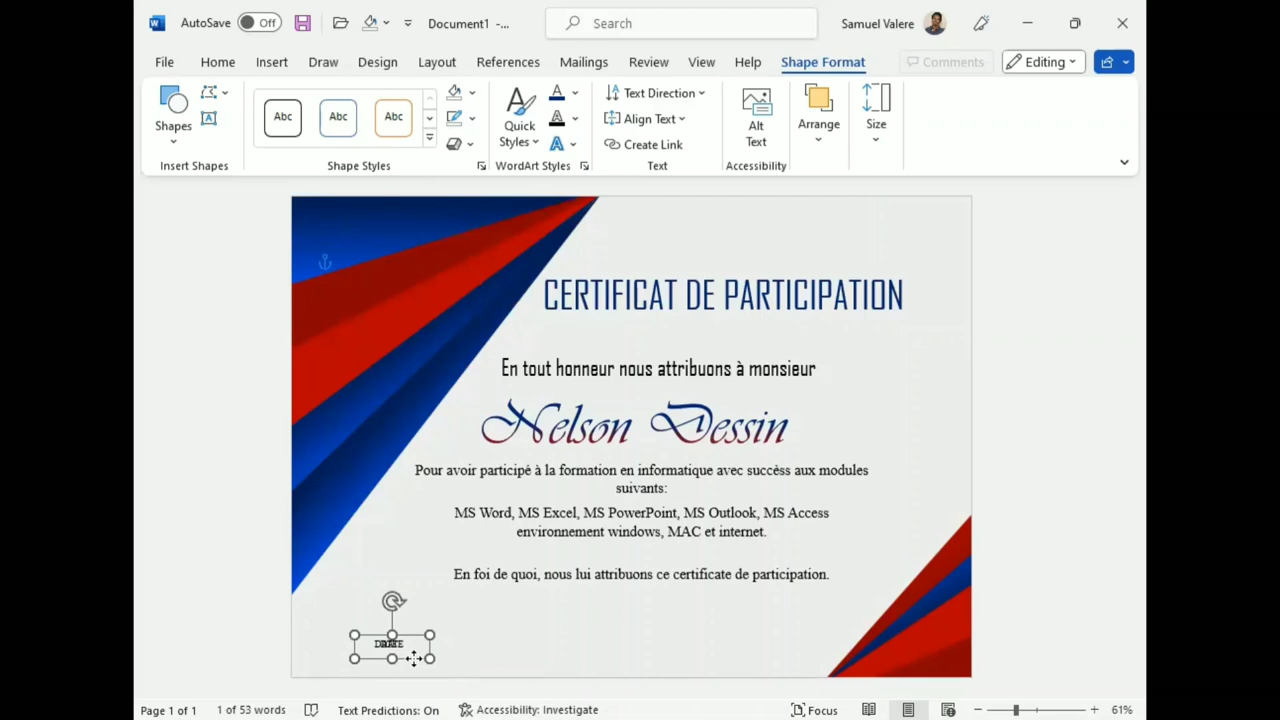 AutoSave Off Document1 -... Search Samuel Valere
File Home Insert Draw Design Layout References Mailings Review View Help Shape Format Comments Editing
Shapes
Abc Abc Abc
Quick
Styles
Text Direction
Align Text
Create Link
Alt
Text
Arrange
Size
Insert Shapes Shape Styles WordArt Styles Text Accessibility
CERTIFICAT DE PARTICIPATION
En tout honneur nous attribuons à monsieur
Nelson Dessin
Pour avoir participé à la formation en informatique avec succès aux modules
suivants:
MS Word, MS Excel, MS PowerPoint, MS Outlook, MS Access
environnement windows, MAC et internet.
En foi de quoi, nous lui attribuons ce certificate de participation.
Page 1 of 1 1 of 53 words Text Predictions: On Accessibility: Investigate Focus 61%